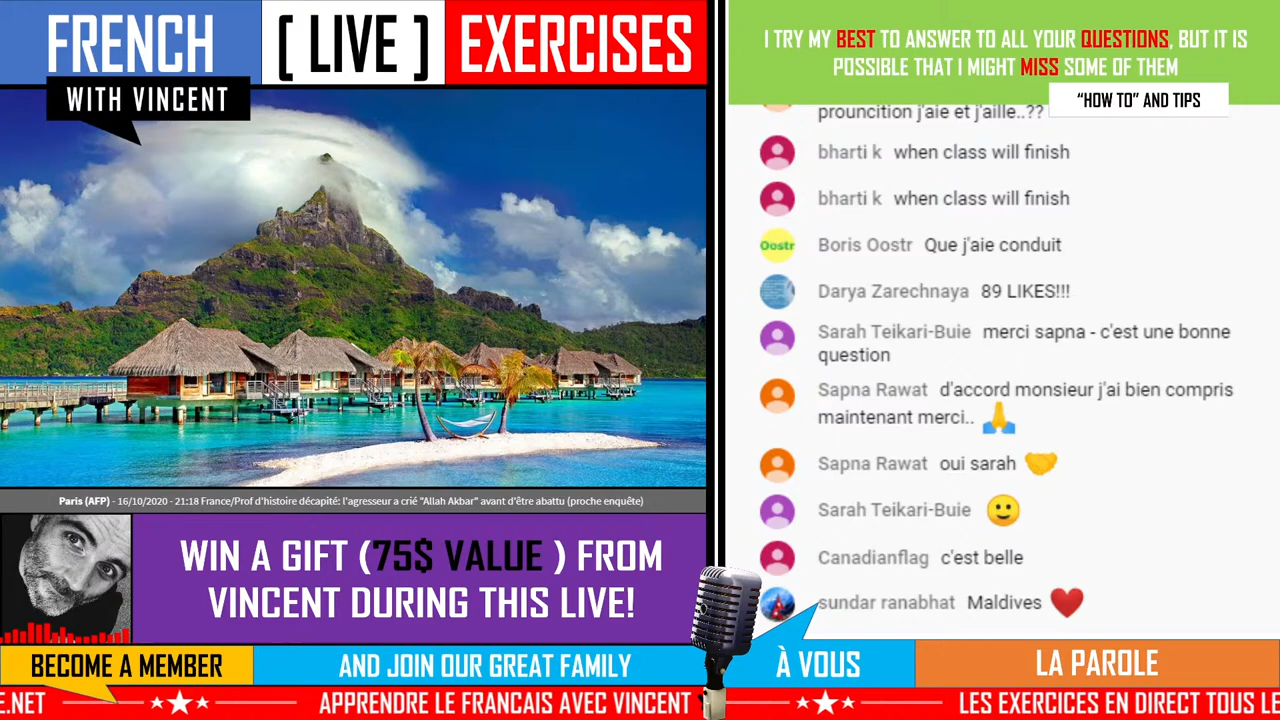 FRENCH
WITH VINCENT
[ LIVE ]
EXERCISES
Paris (AFP) - 16/10/2020 - 21:18 France/Prof d'histoire décapité: l'agresseur a crié "Allah Akbar" avant d'être abattu (proche enquête)
WIN A GIFT (75$ VALUE ) FROM
VINCENT DURING THIS LIVE!
BECOME A MEMBER
AND JOIN OUR GREAT FAMILY
I TRY MY BEST TO ANSWER TO ALL YOUR QUESTIONS, BUT IT IS
POSSIBLE THAT I MIGHT MISS SOME OF THEM
“HOW TO” AND TIPS
prouncition j'aie et j'aille..??
bharti k when class will finish
bharti k when class will finish
Oostr
Boris Oostr Que j'aie conduit
Darya Zarechnaya 89 LIKES!!!
Sarah Teikari-Buie merci sapna - c'est une bonne
question
Sapna Rawat d'accord monsieur j'ai bien compris
maintenant merci.. 🙏
Sapna Rawat oui sarah 🤝
Sarah Teikari-Buie 🙂
Canadianflag c'est belle
sundar ranabhat Maldives ❤️
À VOUS
LA PAROLE
E.NET
APPRENDRE LE FRANCAIS AVEC VINCENT
LES EXERCICES EN DIRECT TOUS LE